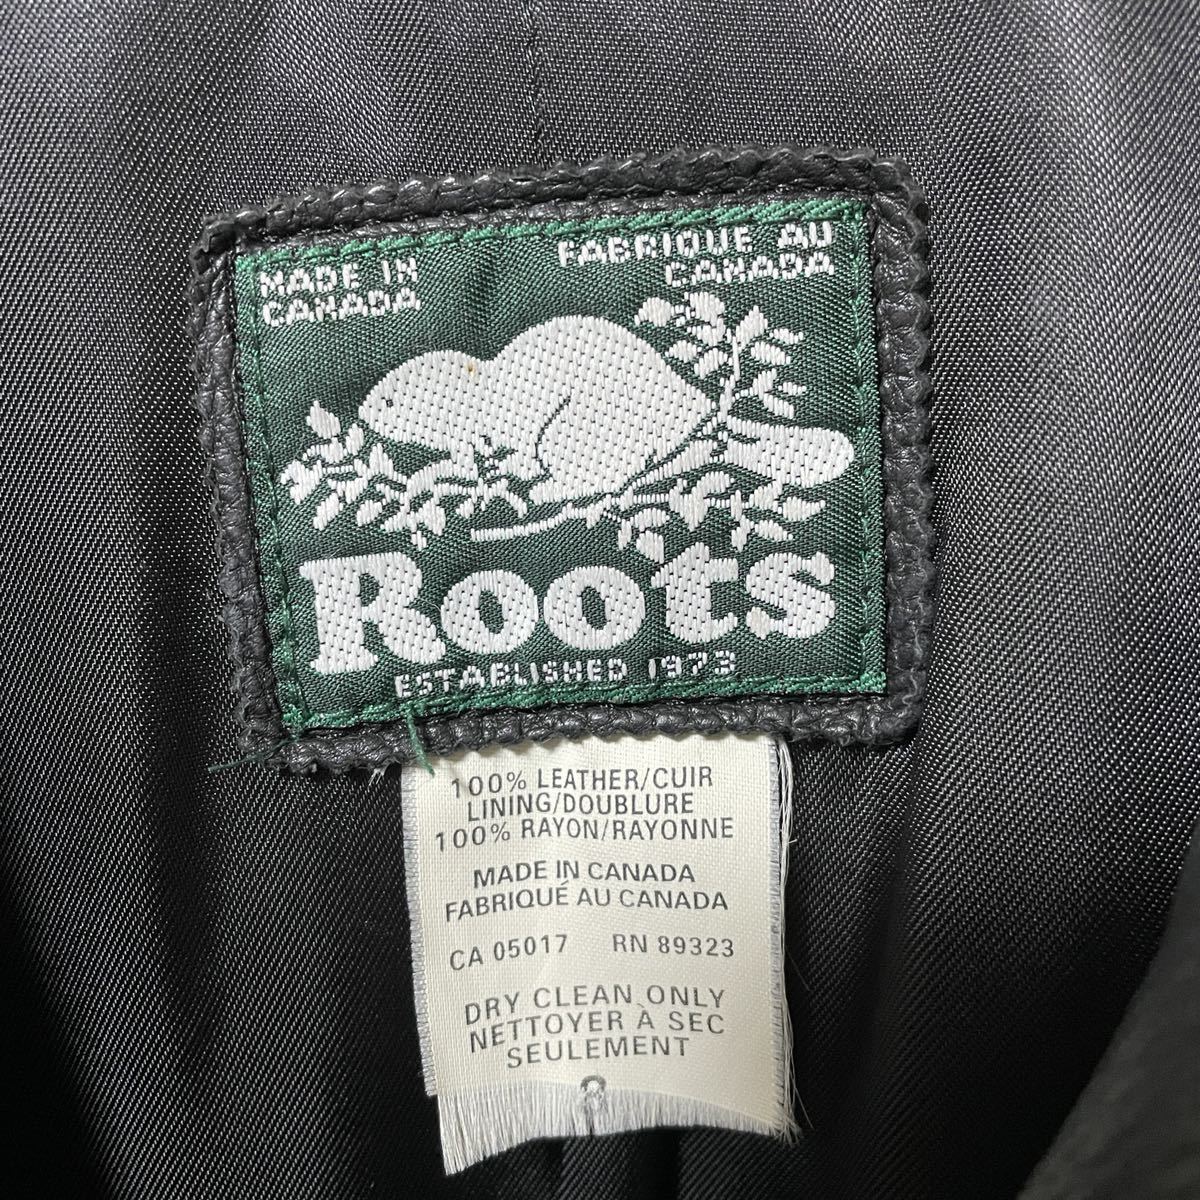 MADE IN
CANADA
FABRIQUE AU
CANADA
Roots
ESTABLISHED 1973
100% LEATHER/CUIR
LINING/DOUBLURE
100% RAYON/RAYONNE
MADE IN CANADA
FABRIQUÉ AU CANADA
CA 05017 RN 89323
DRY CLEAN ONLY
NETTOYER À SEC
SEULEMENT